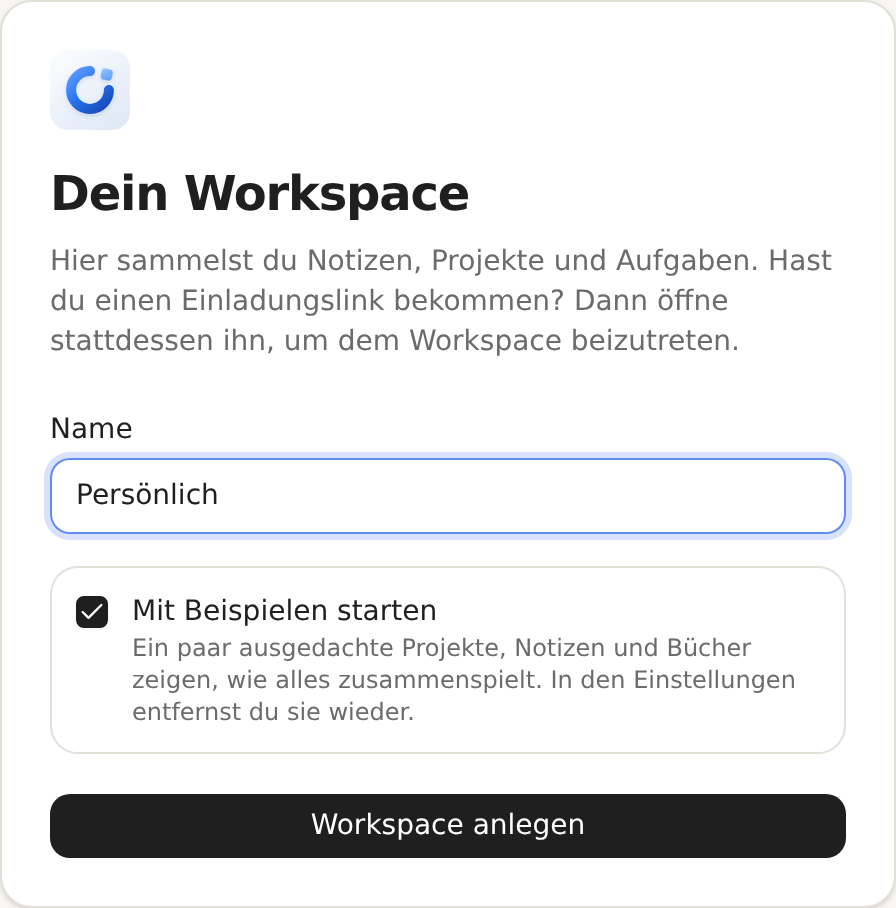 Dein Workspace
Hier sammelst du Notizen, Projekte und Aufgaben. Hast
du einen Einladungslink bekommen? Dann öffne
stattdessen ihn, um dem Workspace beizutreten.
Name
Persönlich
Mit Beispielen starten
Ein paar ausgedachte Projekte, Notizen und Bücher
zeigen, wie alles zusammenspielt. In den Einstellungen
entfernst du sie wieder.
Workspace anlegen